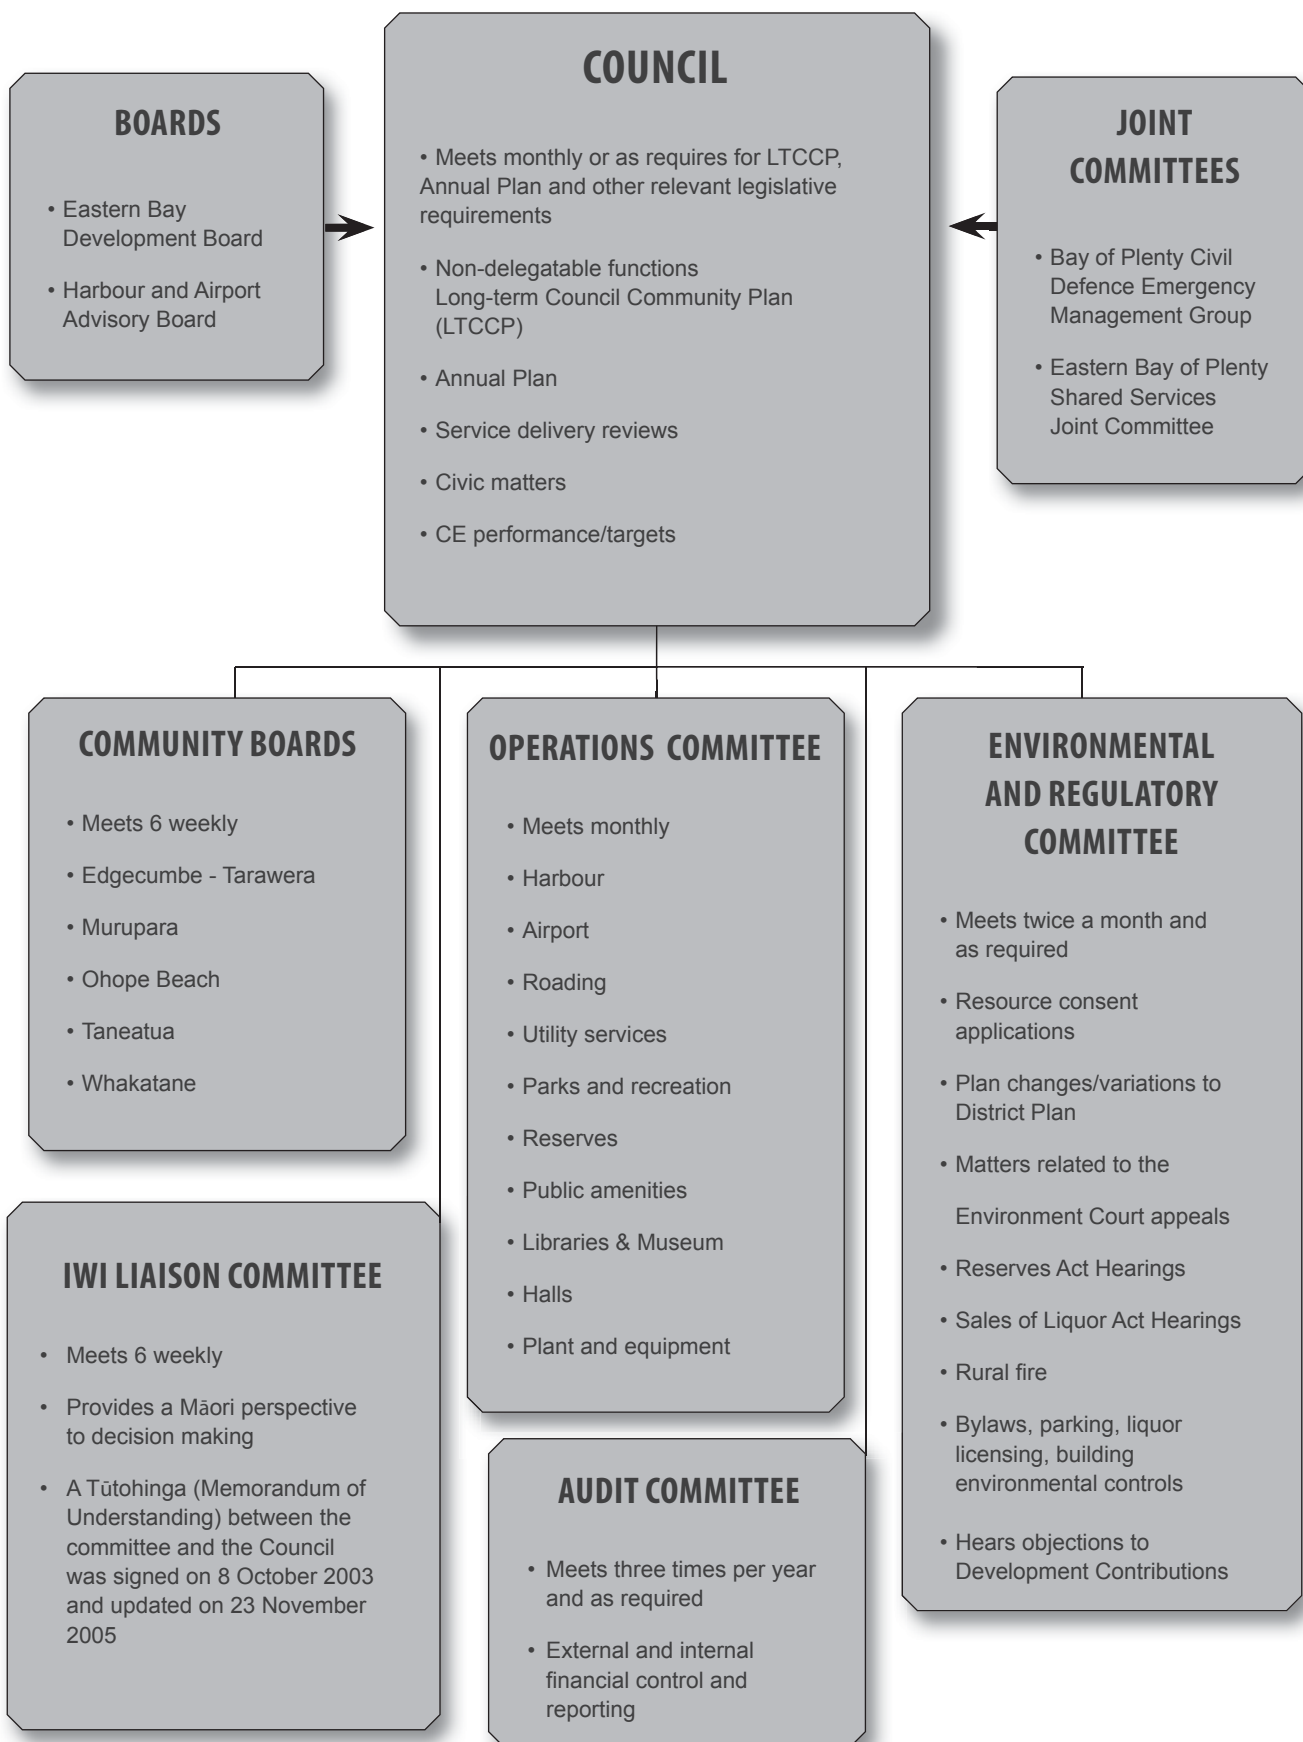 COUNCIL
• Meets monthly or as requires for LTCCP,
Annual Plan and other relevant legislative
requirements
• Non-delegatable functions
Long-term Council Community Plan
(LTCCP)
• Annual Plan
• Service delivery reviews
• Civic matters
• CE performance/targets
BOARDS
• Eastern Bay
Development Board
• Harbour and Airport
Advisory Board
JOINT
COMMITTEES
• Bay of Plenty Civil
Defence Emergency
Management Group
• Eastern Bay of Plenty
Shared Services
Joint Committee
COMMUNITY BOARDS
• Meets 6 weekly
• Edgecumbe - Tarawera
• Murupara
• Ohope Beach
• Taneatua
• Whakatane
OPERATIONS COMMITTEE
• Meets monthly
• Harbour
• Airport
• Roading
• Utility services
• Parks and recreation
• Reserves
• Public amenities
• Libraries & Museum
• Halls
• Plant and equipment
ENVIRONMENTAL
AND REGULATORY
COMMITTEE
• Meets twice a month and
as required
• Resource consent
applications
• Plan changes/variations to
District Plan
• Matters related to the
Environment Court appeals
• Reserves Act Hearings
• Sales of Liquor Act Hearings
• Rural fire
• Bylaws, parking, liquor
licensing, building
environmental controls
• Hears objections to
Development Contributions
IWI LIAISON COMMITTEE
• Meets 6 weekly
• Provides a Māori perspective
to decision making
• A Tūtohinga (Memorandum of
Understanding) between the
committee and the Council
was signed on 8 October 2003
and updated on 23 November
2005
AUDIT COMMITTEE
• Meets three times per year
and as required
• External and internal
financial control and
reporting